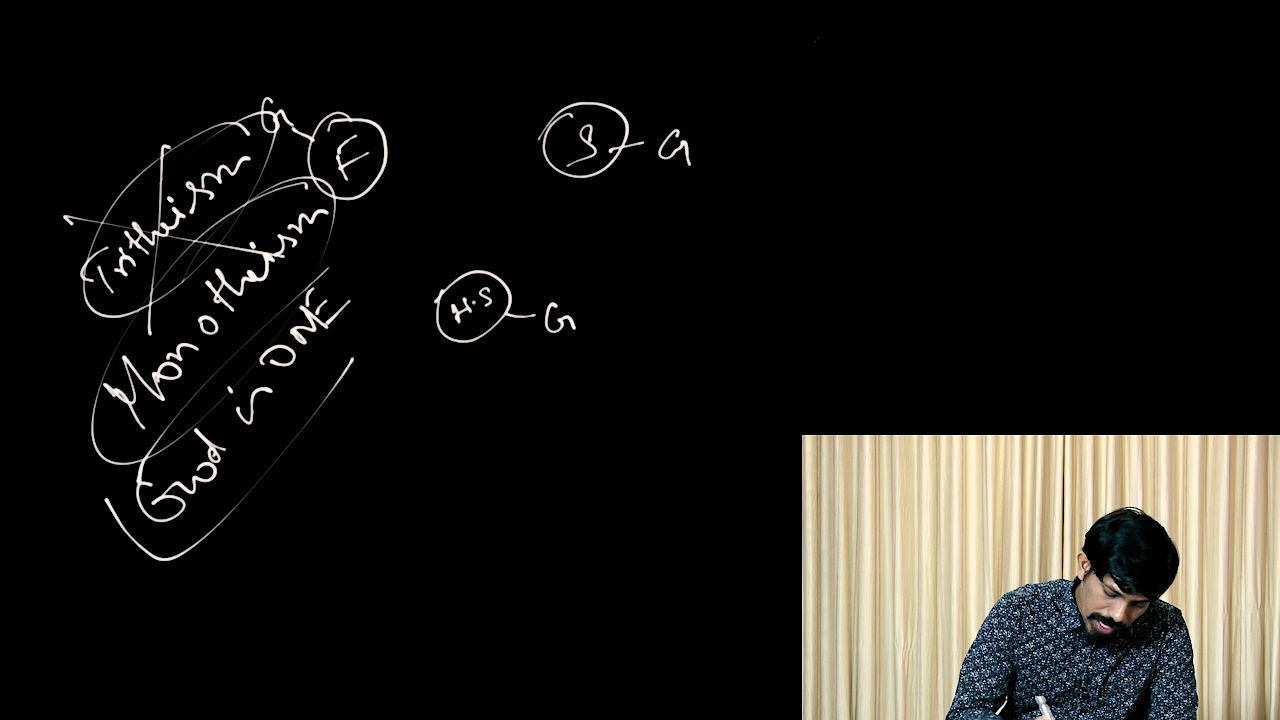 G F
S G
Tritheism
Monotheism
H.S G
God is ONE